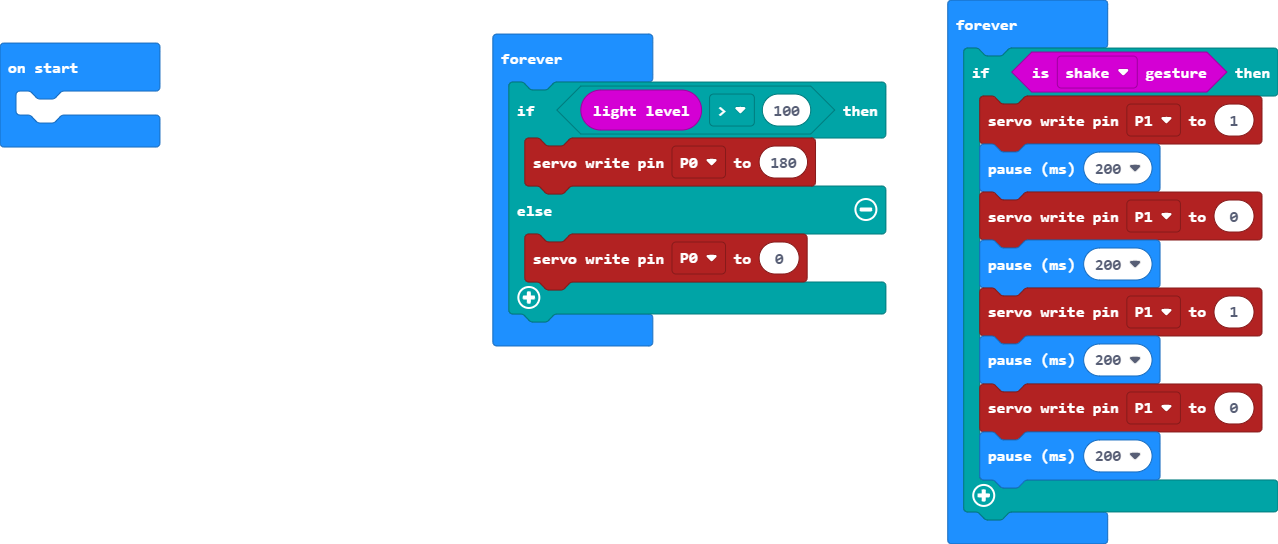 on start
forever
if light level > 100 then
servo write pin P0 to 180
else
servo write pin P0 to 0
forever
if is shake gesture then
servo write pin P1 to 1
pause (ms) 200
servo write pin P1 to 0
pause (ms) 200
servo write pin P1 to 1
pause (ms) 200
servo write pin P1 to 0
pause (ms) 200